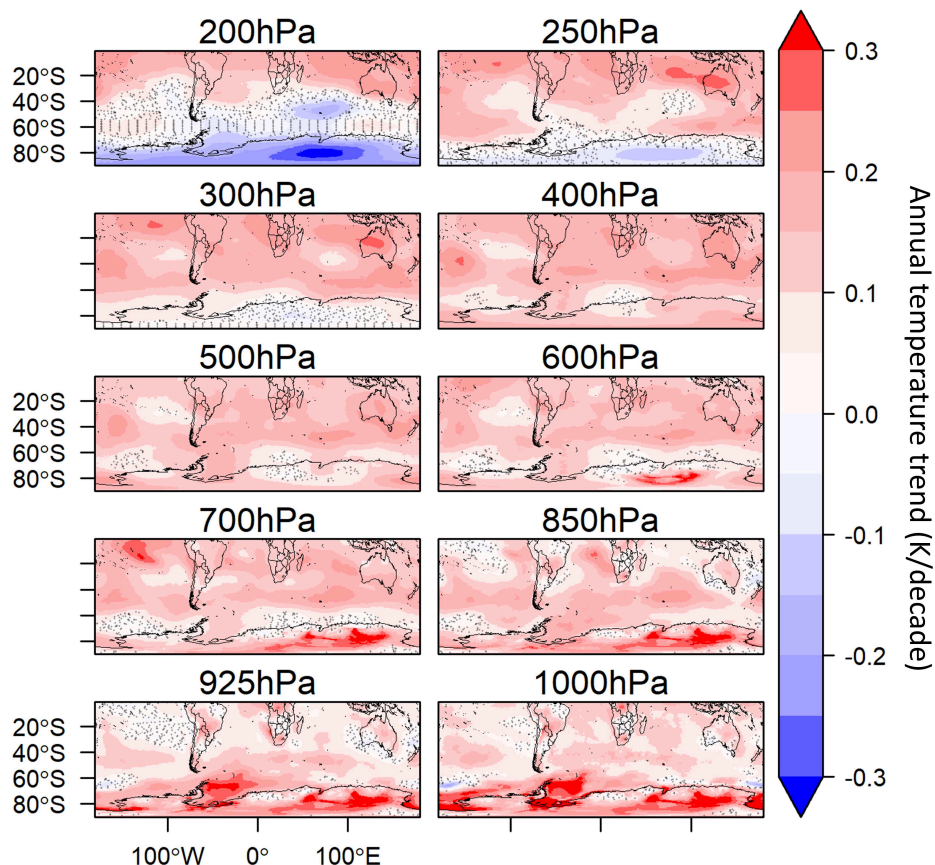 200hPa
250hPa
20°S
40°S
60°S
80°S
300hPa
400hPa
500hPa
600hPa
20°S
40°S
60°S
80°S
700hPa
850hPa
925hPa
1000hPa
20°S
40°S
60°S
80°S
100°W
0°
100°E
0.3
0.2
0.1
0.0
-0.1
-0.2
-0.3
Annual temperature trend (K/decade)